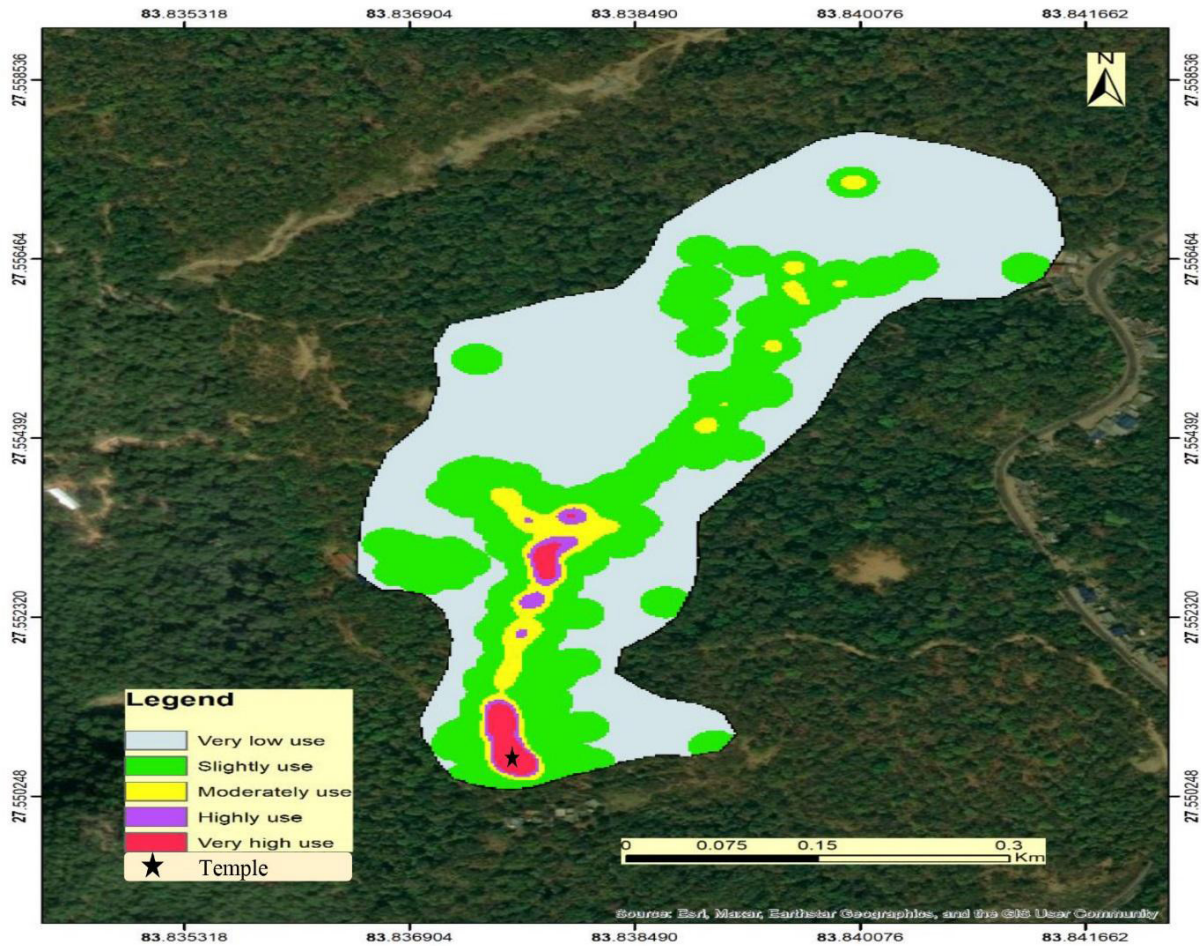 83.835318 83.836904 83.838490 83.840076 83.841662
N
27.558536 27.558536
27.556464 27.556464
27.554392 27.554392
27.552320 27.552320
27.550248 27.550248
Legend
Very low use
Slightly use
Moderately use
Highly use
Very high use
Temple
0 0.075 0.15 0.3
Km
Source: Esri, Maxar, Earthstar Geographics, and the GIS User Community
83.835318 83.836904 83.838490 83.840076 83.841662